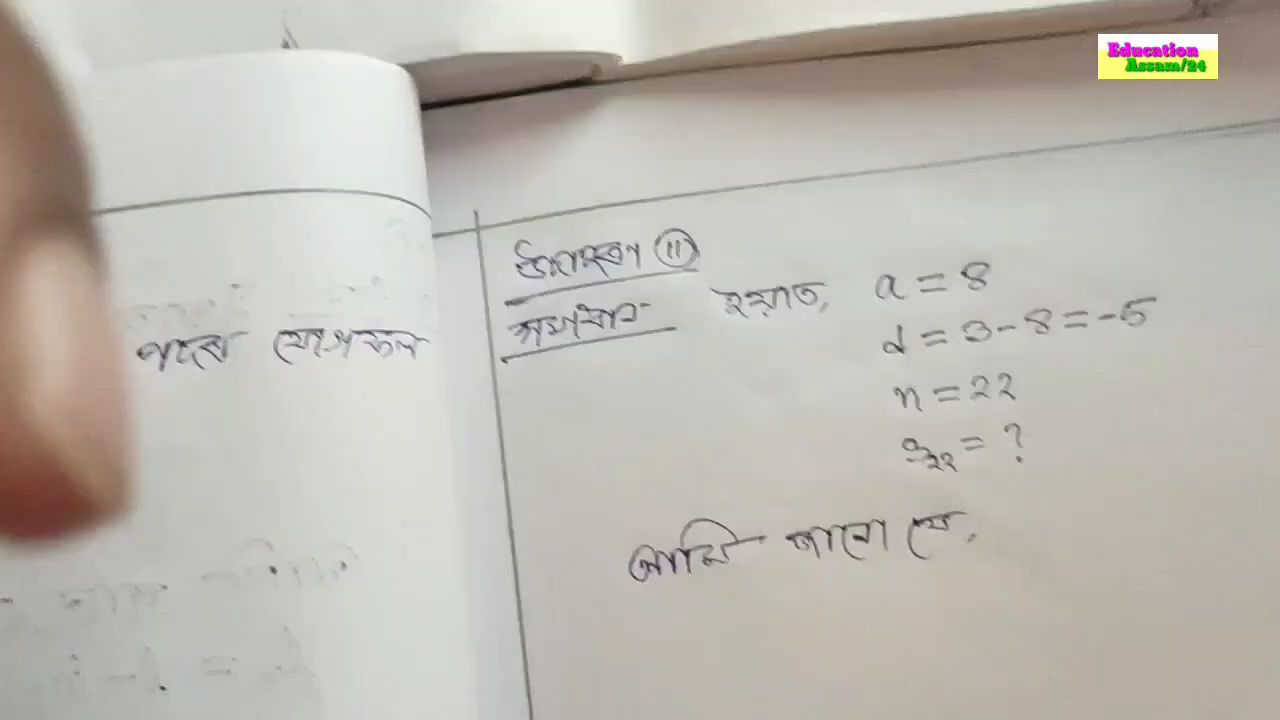 Education
Assam/24
পদৰ যোগফল
উদাহৰণ 11
সমাধান ইয়াত, a = 8
d = 3 - 8 = -5
n = 22
a₂₂ = ?
আমি জানো যে,